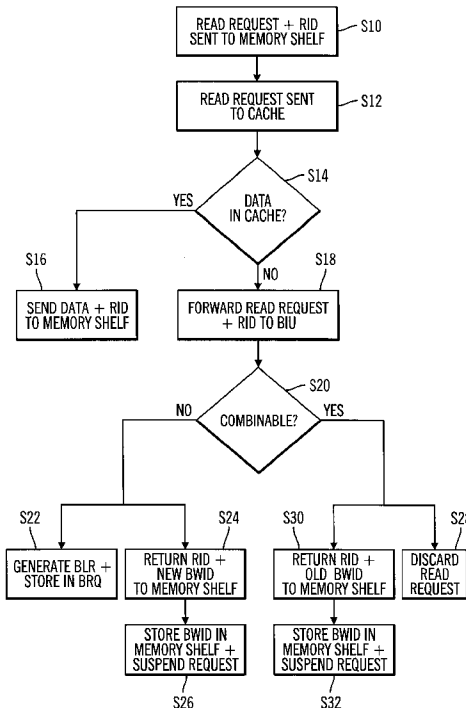 READ REQUEST + RID
SENT TO MEMORY SHELF
S10
READ REQUEST SENT
TO CACHE
S12
S14
DATA
IN CACHE?
YES
NO
S16
SEND DATA + RID
TO MEMORY SHELF
S18
FORWARD READ REQUEST
+ RID TO BIU
S20
COMBINABLE?
NO
YES
S22
GENERATE BLR +
STORE IN BRQ
S24
RETURN RID +
NEW BWID
TO MEMORY SHELF
S30
RETURN RID +
OLD BWID
TO MEMORY SHELF
DISCARD
READ
REQUEST
STORE BWID IN
MEMORY SHELF +
SUSPEND REQUEST
S26
STORE BWID IN
MEMORY SHELF +
SUSPEND REQUEST
S32